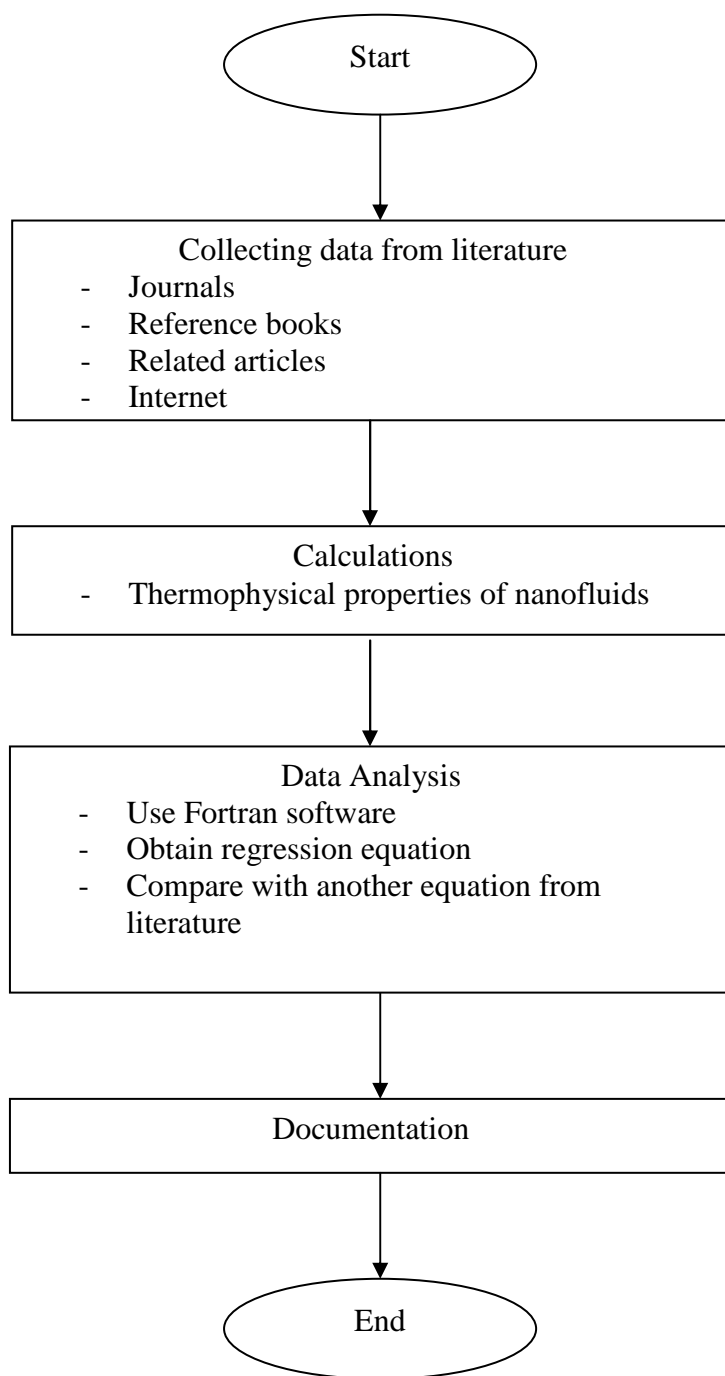 Start
Collecting data from literature
- Journals
- Reference books
- Related articles
- Internet
Calculations
- Thermophysical properties of nanofluids
Data Analysis
- Use Fortran software
- Obtain regression equation
- Compare with another equation from
literature
Documentation
End